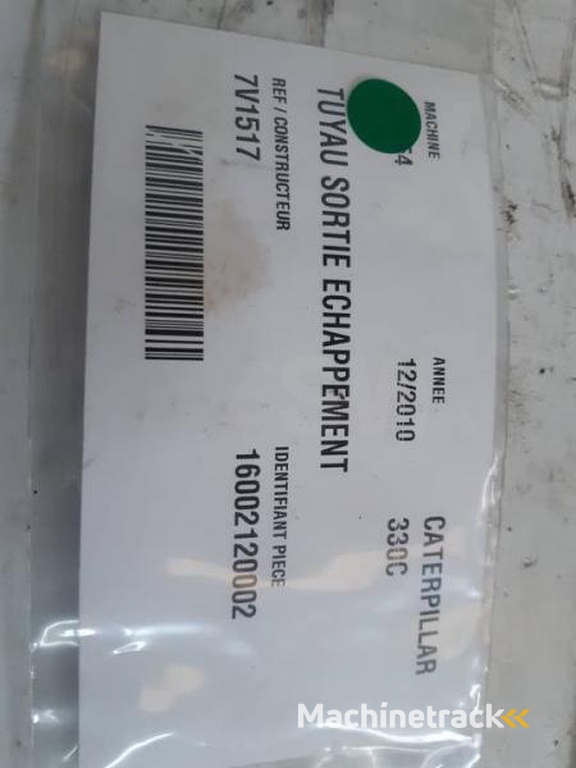 MACHINE
ANNEE
12/2010
CATERPILLAR
330C
TUYAU SORTIE ECHAPPEMENT
REF / CONSTRUCTEUR
7V1517
IDENTIFIANT PIECE
16002120002
Machinetrack